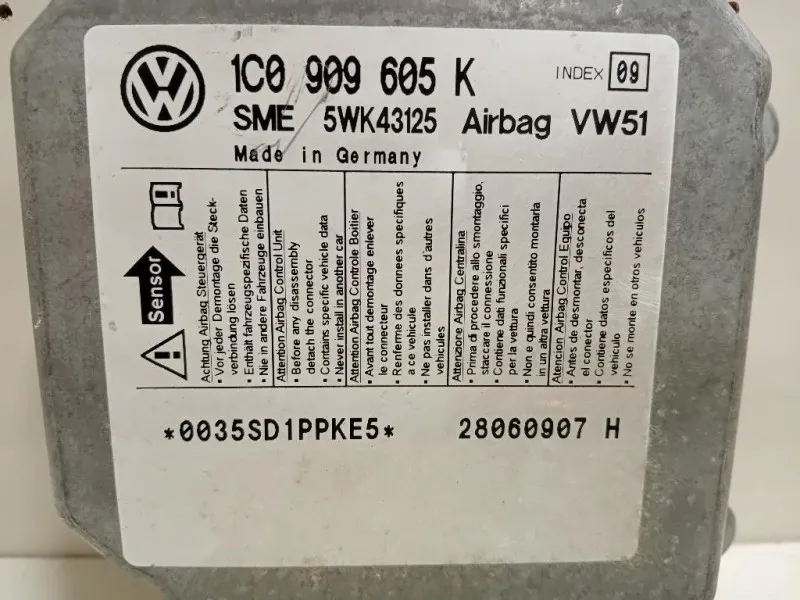 VW
1C0 909 605 K
INDEX 09
SME 5WK43125 Airbag VW51
Made in Germany
Sensor
Achtung Airbag Steuergerät
• Vor jeder Demontage die Steck-
verbindung lösen
• Enthält fahrzeugspezifische Daten
• Nie in andere Fahrzeuge einbauen
Attention Airbag Control Unit
• Before any disassembly
detach the connector
• Contains specific vehicle data
• Never install in another car
Attention Airbag Controle Boitier
• Avant tout demontage enlever
le connecteur
• Renferme des donnees specifiques
a ce vehicule
• Ne pas installer dans d'autres
vehicules
Attenzione Airbag Centralina
• Prima di procedere allo smontaggio,
staccare il connessione
• Contiene dati funzionali specifici
per la vettura
• Non e quindi consentito montarla
in un altra vettura
Atencion Airbag Control Equipo
• Antes de desmontar, desconecta
el conector
• Contiene datos especificos del
vehiculo
• No se monte en otros vehiculos
*0035SD1PPKE5*
28060907 H